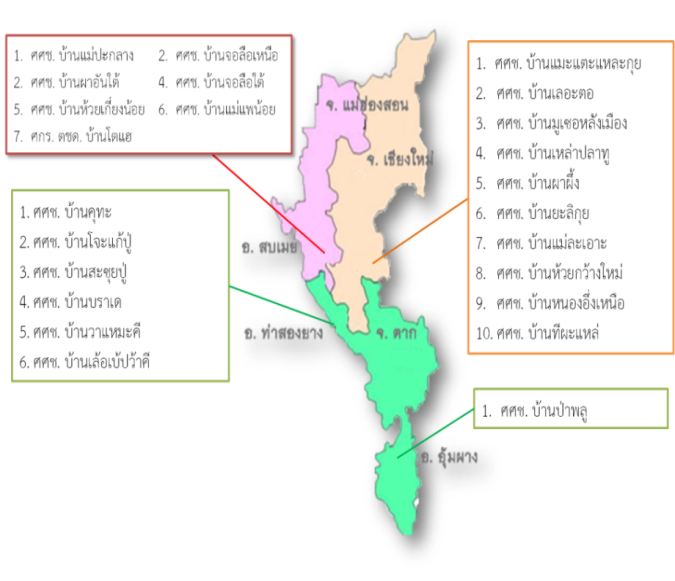 1. ศศช. บ้านแม่ปะกลาง 2. ศศช. บ้านจอลือเหนือ
2. ศศช. บ้านผาอันใต้ 4. ศศช. บ้านจอลือใต้
5. ศศช. บ้านห้วยเกี่ยงน้อย 6. ศศช. บ้านแม่แพน้อย
7. ศกร. ตชด. บ้านโตแฮ
1. ศศช. บ้านแมะแตะแหละกุย
2. ศศช. บ้านเลอะตอ
3. ศศช. บ้านมูเซอหลังเมือง
4. ศศช. บ้านเหล่าปลาทู
5. ศศช. บ้านผาผึ้ง
6. ศศช. บ้านยะลิกุย
7. ศศช. บ้านแม่ละเอาะ
8. ศศช. บ้านห้วยกว้างใหม่
9. ศศช. บ้านหนองอึ่งเหนือ
10. ศศช. บ้านทีผะแหล่
จ. แม่ฮ่องสอน
จ. เชียงใหม่
1. ศศช. บ้านคุทะ
2. ศศช. บ้านโจะแก้ปู่
3. ศศช. บ้านสะซุยปู่
4. ศศช. บ้านบราเด
5. ศศช. บ้านวาแหมะคี
6. ศศช. บ้านเล้อเบ้ปว้าคี
อ. สบเมย
อ. ท่าสองยาง
จ. ตาก
1. ศศช. บ้านป่าพลู
อ. อุ้มผาง